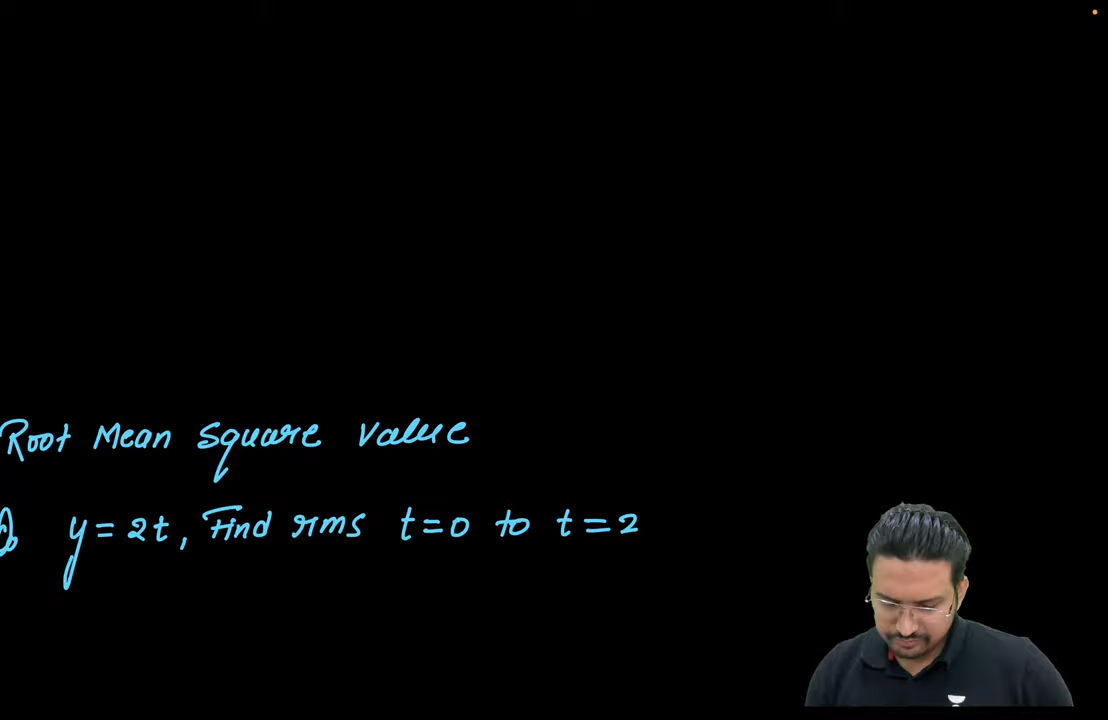 Root Mean Square Value
Q y = 2t, Find rms t = 0 to t = 2